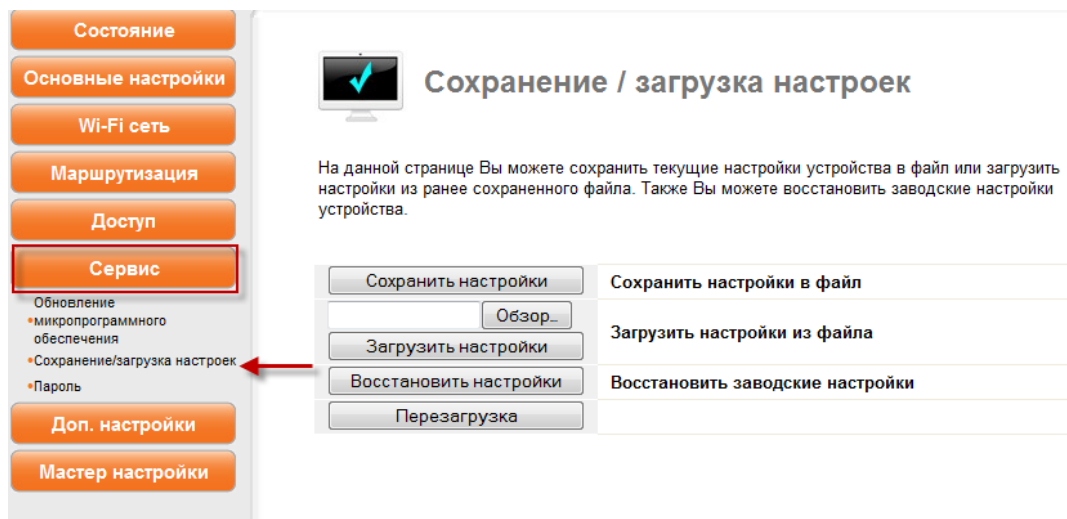 Состояние
Основные настройки
Wi-Fi сеть
Маршрутизация
Доступ
Сервис
Обновление
•микропрограммного
обеспечения
•Сохранение/загрузка настроек
•Пароль
Доп. настройки
Мастер настройки
Сохранение / загрузка настроек
На данной странице Вы можете сохранить текущие настройки устройства в файл или загрузить
настройки из ранее сохраненного файла. Также Вы можете восстановить заводские настройки
устройства.
Сохранить настройки
Сохранить настройки в файл
Обзор...
Загрузить настройки
Загрузить настройки из файла
Восстановить настройки
Восстановить заводские настройки
Перезагрузка